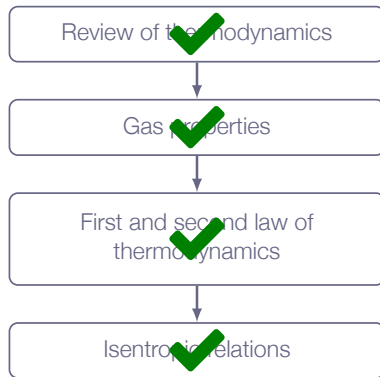 Review of thermodynamics
Gas properties
First and second law of
thermodynamics
Isentropic relations